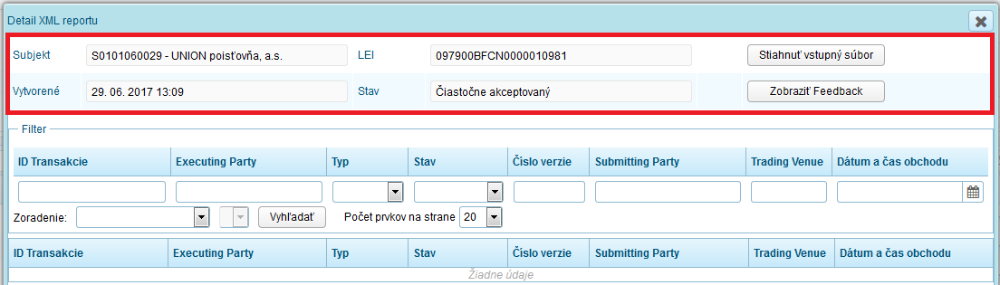 Detail XML reportu
Subjekt S0101060029 - UNION poisťovňa, a.s. LEI 097900BFCN0000010981 Stiahnuť vstupný súbor
Vytvorené 29. 06. 2017 13:09 Stav Čiastočne akceptovaný Zobraziť Feedback
Filter
ID Transakcie Executing Party Typ Stav Číslo verzie Submitting Party Trading Venue Dátum a čas obchodu
Zoradenie: Vyhľadať Počet prvkov na strane 20
ID Transakcie Executing Party Typ Stav Číslo verzie Submitting Party Trading Venue Dátum a čas obchodu
Žiadne údaje